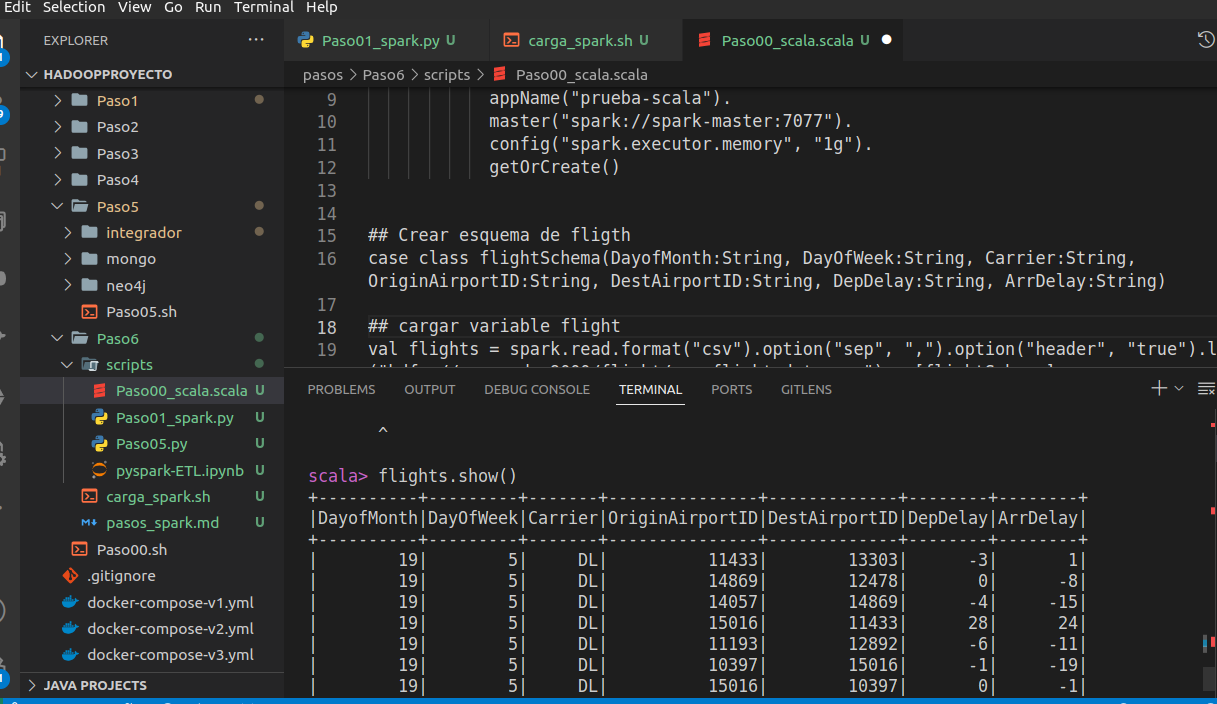 Edit Selection View Go Run Terminal Help
EXPLORER ...
Paso01_spark.py U carga_spark.sh U Paso00_scala.scala U
HADOOPPROYECTO
pasos > Paso6 > scripts > Paso00_scala.scala
Paso1
Paso2
Paso3
Paso4
Paso5
integrador
mongo
neo4j
Paso05.sh
Paso6
scripts
Paso00_scala.scala U
Paso01_spark.py U
Paso05.py U
pyspark-ETL.ipynb U
carga_spark.sh U
pasos_spark.md U
Paso00.sh
.gitignore
docker-compose-v1.yml
docker-compose-v2.yml
docker-compose-v3.yml
JAVA PROJECTS
9 appName("prueba-scala").
10 master("spark://spark-master:7077").
11 config("spark.executor.memory", "1g").
12 getOrCreate()
13
14
15 ## Crear esquema de fligth
16 case class flightSchema(DayofMonth:String, DayOfWeek:String, Carrier:String,
OriginAirportID:String, DestAirportID:String, DepDelay:String, ArrDelay:String)
17
18 ## cargar variable flight
19 val flights = spark.read.format("csv").option("sep", ",").option("header", "true").l
PROBLEMS OUTPUT DEBUG CONSOLE TERMINAL PORTS GITLENS
^
scala> flights.show()
+----------+---------+-------+---------------+-------------+--------+--------+
|DayofMonth|DayOfWeek|Carrier|OriginAirportID|DestAirportID|DepDelay|ArrDelay|
+----------+---------+-------+---------------+-------------+--------+--------+
|        19|        5|     DL|          11433|        13303|      -3|       1|
|        19|        5|     DL|          14869|        12478|       0|      -8|
|        19|        5|     DL|          14057|        14869|      -4|     -15|
|        19|        5|     DL|          15016|        11433|      28|      24|
|        19|        5|     DL|          11193|        12892|      -6|     -11|
|        19|        5|     DL|          10397|        15016|      -1|     -19|
|        19|        5|     DL|          15016|        10397|       0|      -1|